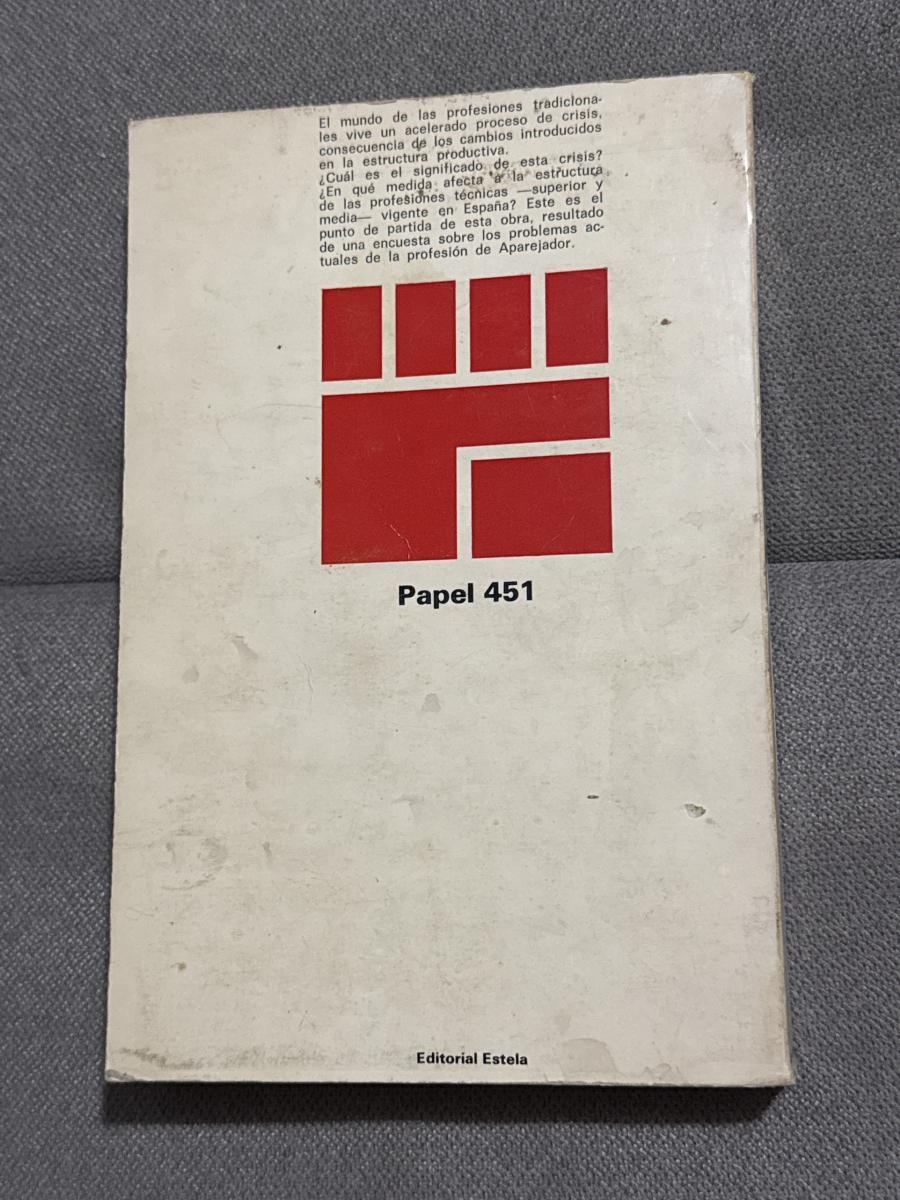 El mundo de las profesiones tradiciona-
les vive un acelerado proceso de crisis,
consecuencia de los cambios introducidos
en la estructura productiva.
¿Cuál es el significado de esta crisis?
¿En qué medida afecta a la estructura
de las profesiones técnicas —superior y
media— vigente en España? Este es el
punto de partida de esta obra, resultado
de una encuesta sobre los problemas ac-
tuales de la profesión de Aparejador.
Papel 451
Editorial Estela